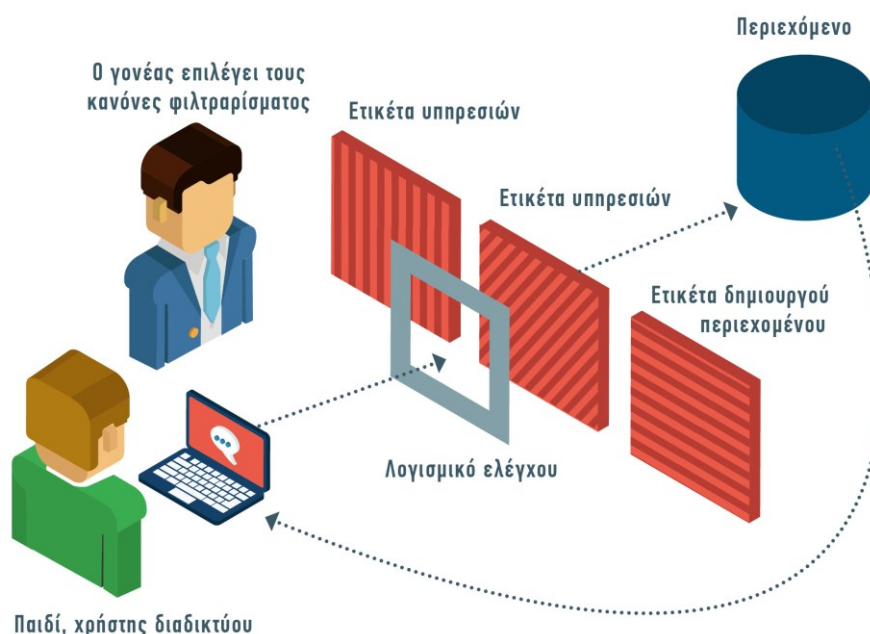 Περιεχόμενο
Ο γονέας επιλέγει τους
κανόνες φιλτραρίσματος
Ετικέτα υπηρεσιών
Ετικέτα υπηρεσιών
Ετικέτα δημιουργού
περιεχομένου
Λογισμικό ελέγχου
Παιδί, χρήστης διαδικτύου